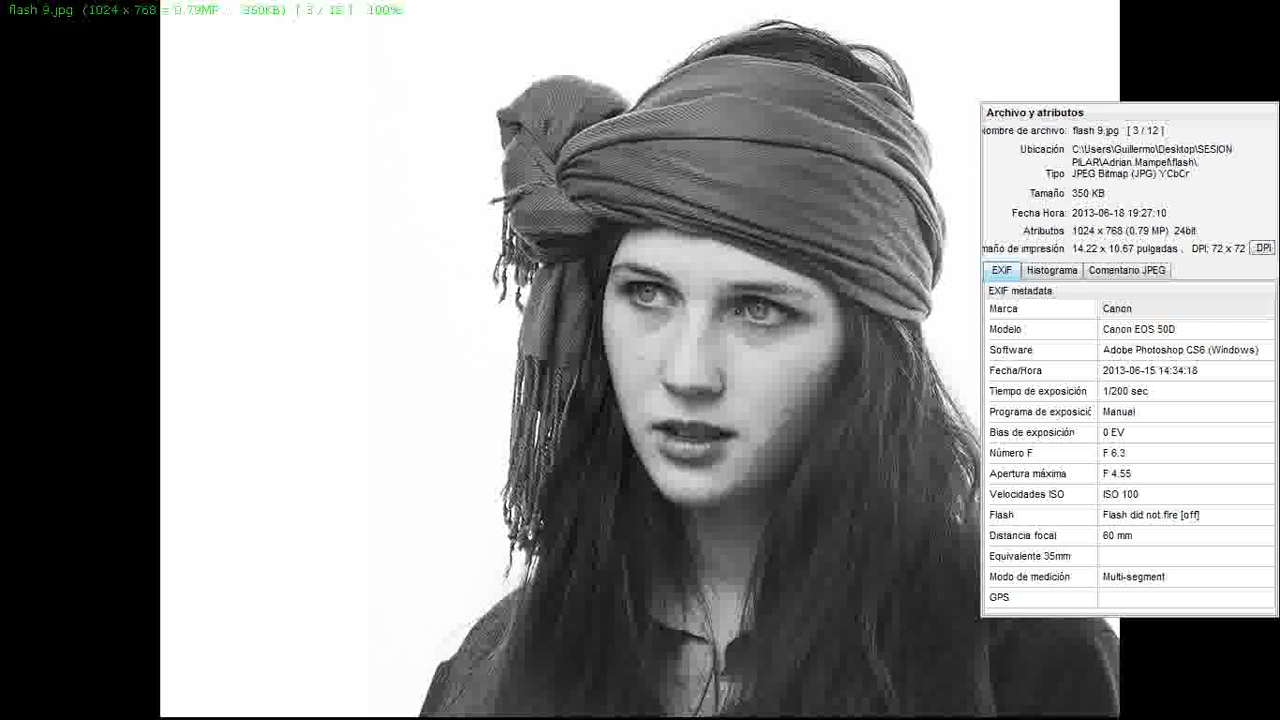 flash 9.jpg (1024 x 768 = 0.79MP 350KB) [ 3 / 12 ] 100%
Archivo y atributos
Nombre de archivo: flash 9.jpg [ 3 / 12 ]
Ubicación C:\Users\Guillermo\Desktop\SESION
PILAR\Adrian.Mampel\flash\
Tipo JPEG Bitmap (JPG) YCbCr
Tamaño 350 KB
Fecha Hora: 2013-06-18 19:27:10
Atributos 1024 x 768 (0.79 MP) 24bit
maño de impresión 14.22 x 10.67 pulgadas , DPI: 72 x 72 DPI
EXIF Histograma Comentario JPEG
EXIF metadata
Marca Canon
Modelo Canon EOS 50D
Software Adobe Photoshop CS6 (Windows)
Fecha/Hora 2013-06-15 14:34:18
Tiempo de exposición 1/200 sec
Programa de exposició Manual
Bias de exposición 0 EV
Número F F 6.3
Apertura máxima F 4.55
Velocidades ISO ISO 100
Flash Flash did not fire [off]
Distancia focal 60 mm
Equivalente 35mm
Modo de medición Multi-segment
GPS